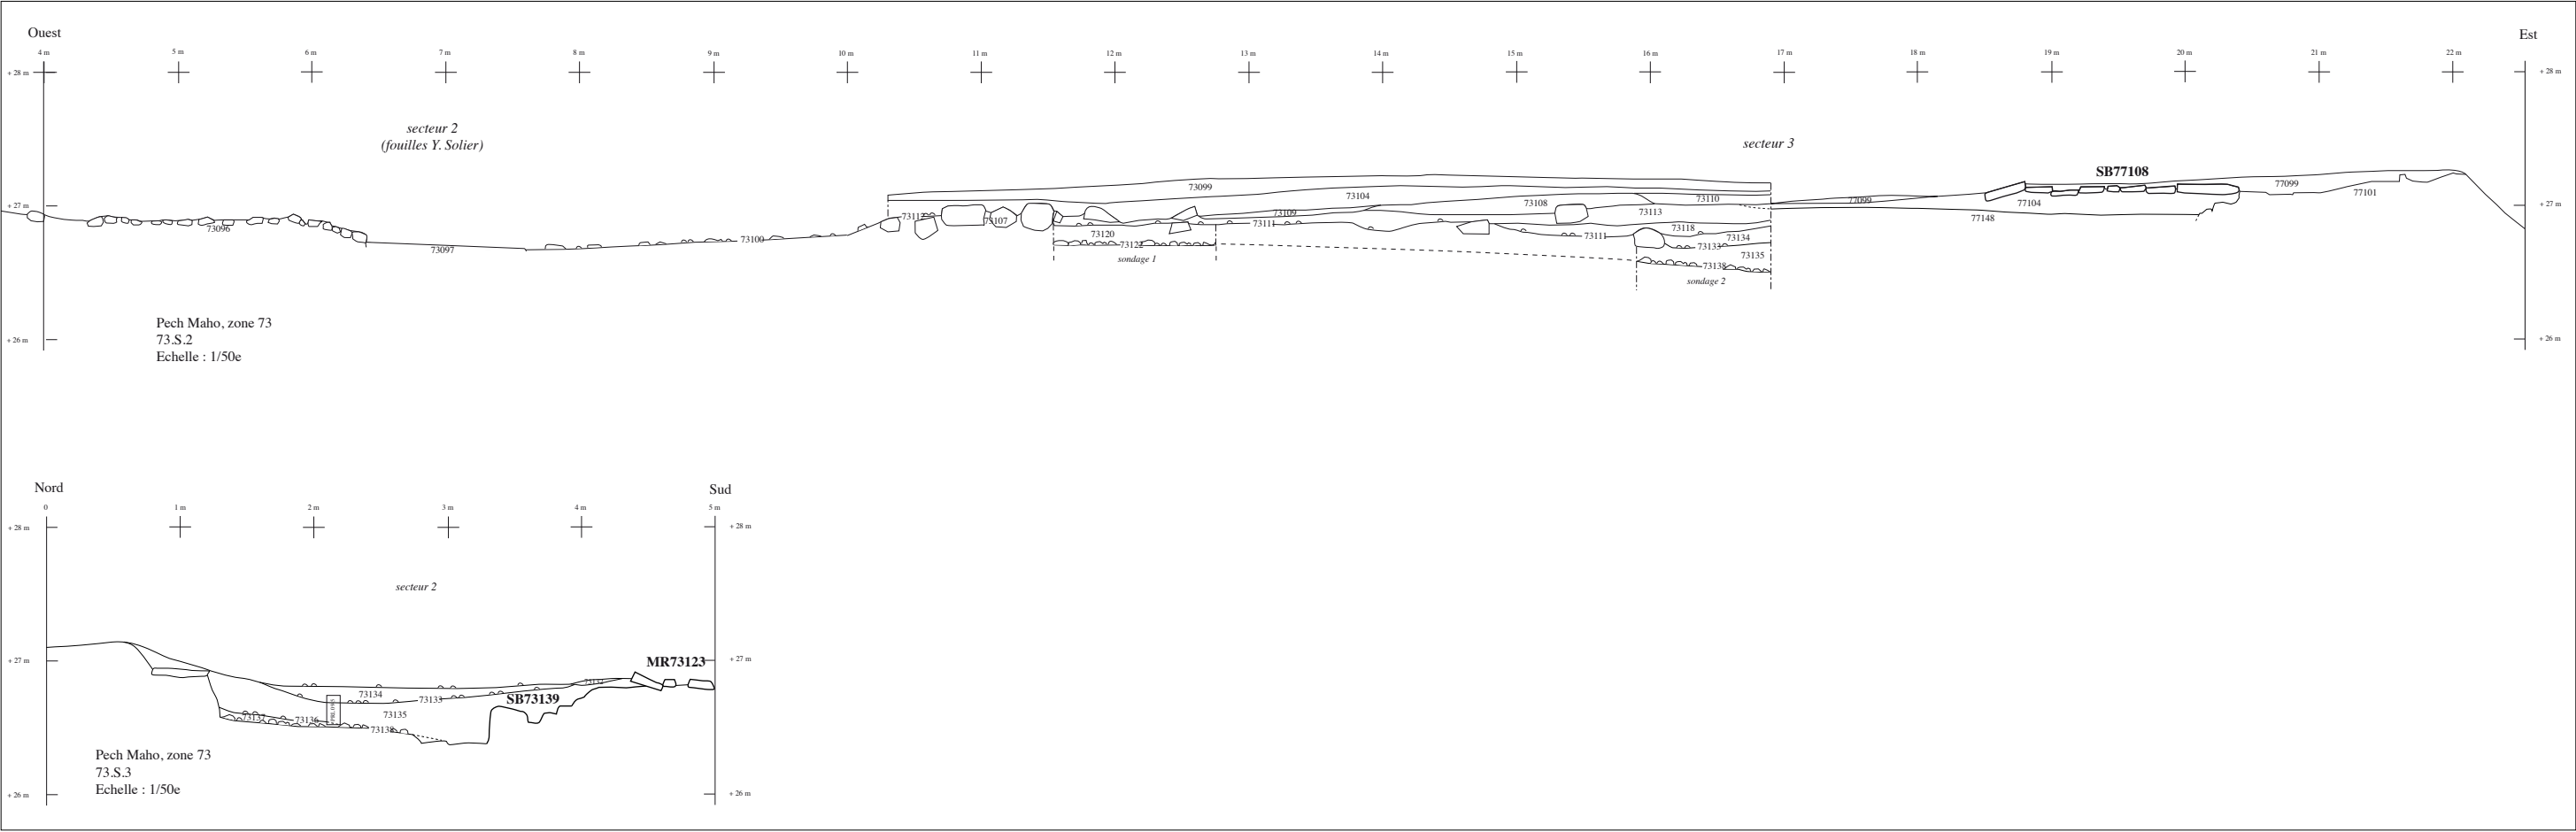 Ouest
Est
4 m 5 m 6 m 7 m 8 m 9 m 10 m 11 m 12 m 13 m 14 m 15 m 16 m 17 m 18 m 19 m 20 m 21 m 22 m
+ 28 m
+ 28 m
secteur 2
(fouilles Y. Solier)
secteur 3
SB77108
73099
73104
73108
73110
77099
77104
77099
77101
+ 27 m
+ 27 m
73096
73097
73100
73107
73109
73111
73113
77148
73120
73118
73111
73134
73122
73133
73135
73138
sondage 1
sondage 2
+ 26 m
+ 26 m
Pech Maho, zone 73
73.S.2
Echelle : 1/50e
Nord
Sud
0 1 m 2 m 3 m 4 m 5 m
+ 28 m
+ 28 m
secteur 2
+ 27 m
+ 27 m
MR73123
73134
73133
SB73139
73135
73137
73136
73138
Pech Maho, zone 73
73.S.3
Echelle : 1/50e
+ 26 m
+ 26 m